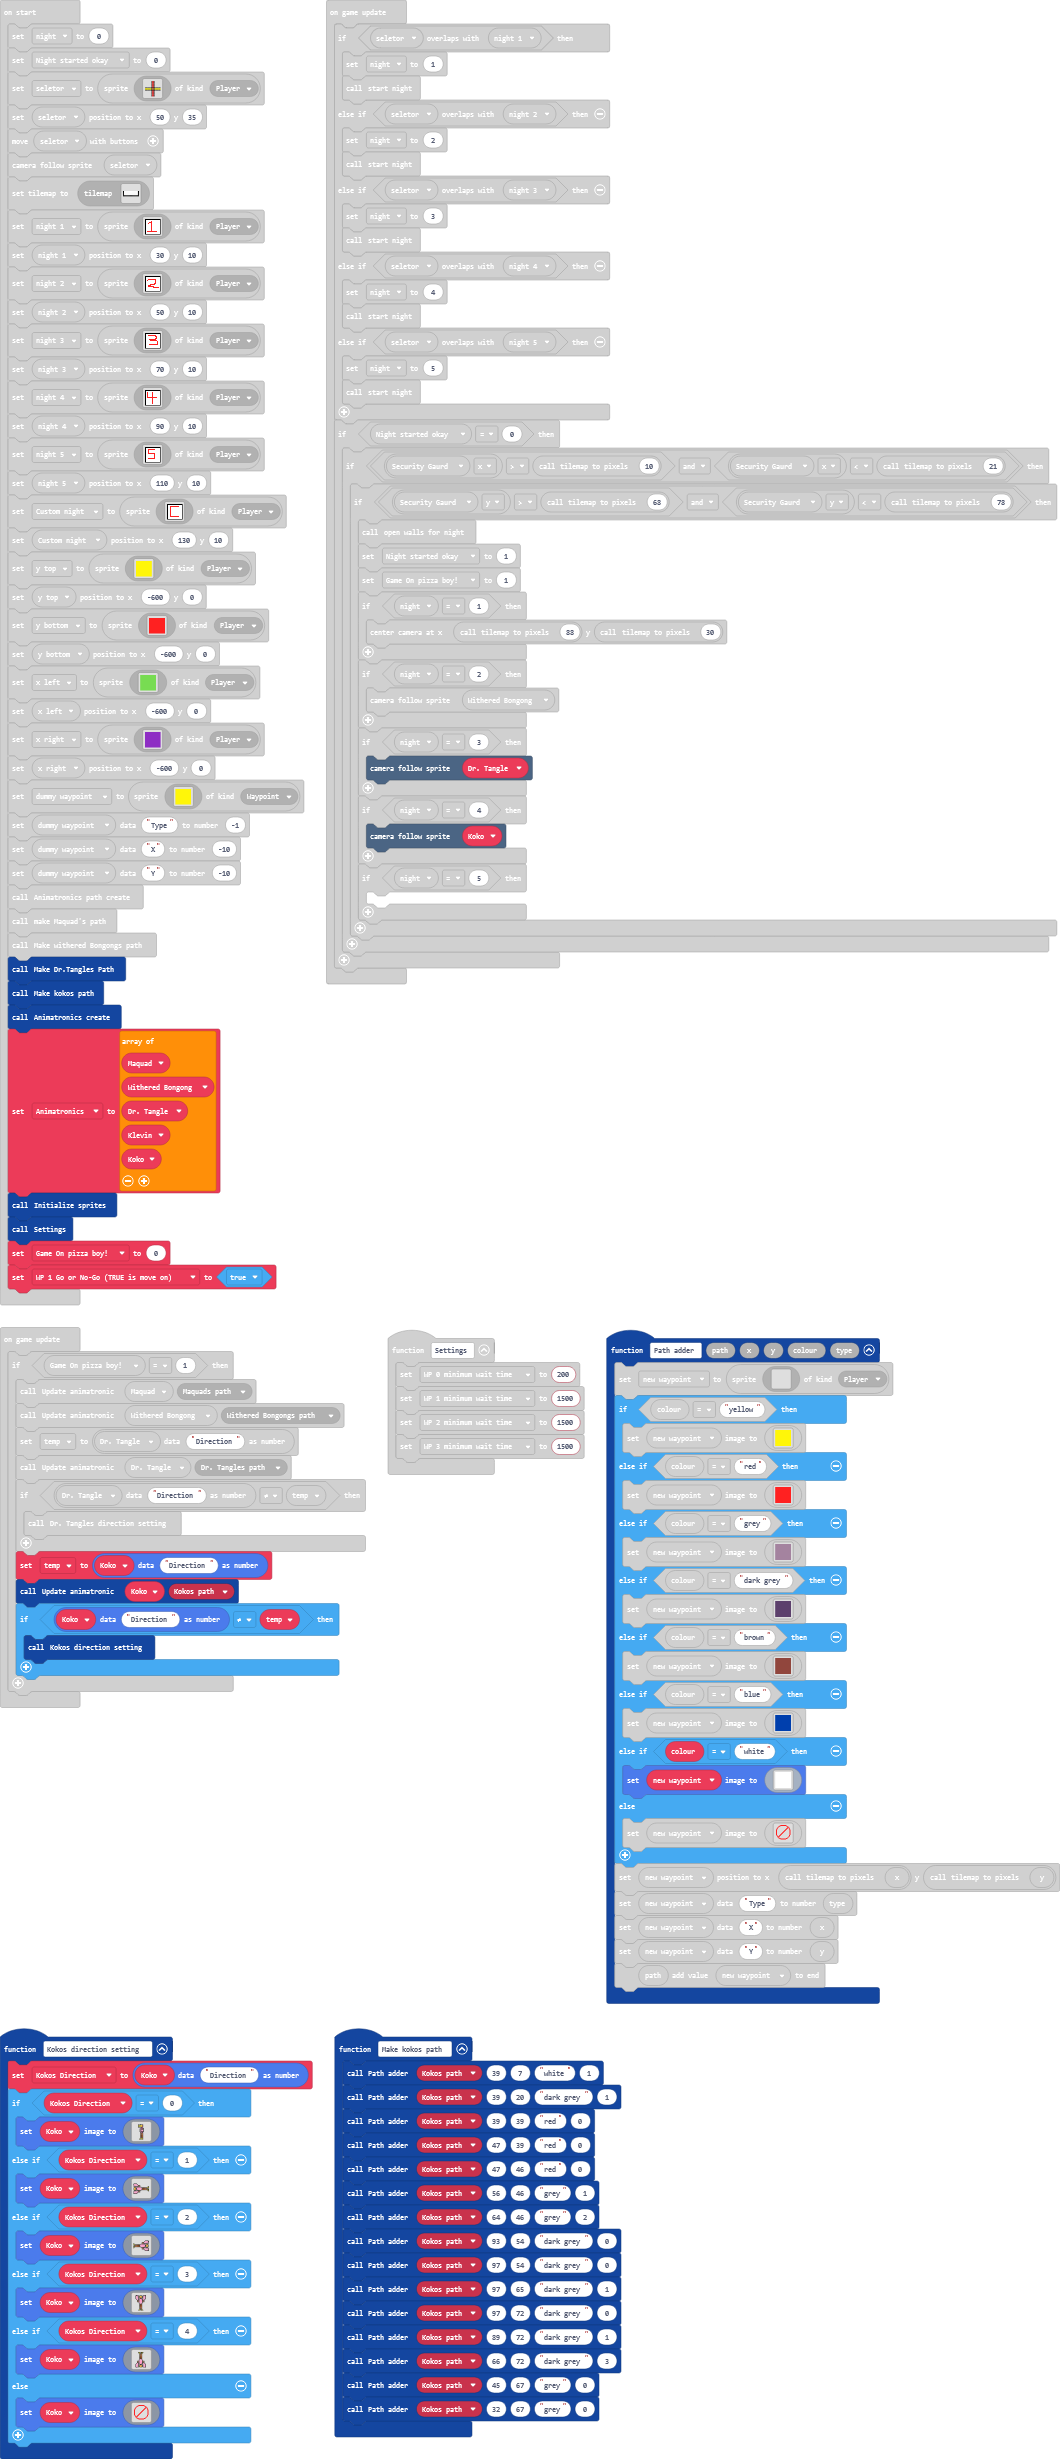 on start
set night to 0
set Night started okay to 0
set seletor to sprite of kind Player
set seletor position to x 50 y 35
move seletor with buttons
camera follow sprite seletor
set tilemap to tilemap
set night 1 to sprite of kind Player
set night 1 position to x 30 y 10
set night 2 to sprite of kind Player
set night 2 position to x 50 y 10
set night 3 to sprite of kind Player
set night 3 position to x 70 y 10
set night 4 to sprite of kind Player
set night 4 position to x 90 y 10
set night 5 to sprite of kind Player
set night 5 position to x 110 y 10
set Custom night to sprite of kind Player
set Custom night position to x 130 y 10
set y top to sprite of kind Player
set y top position to x -600 y 0
set y bottom to sprite of kind Player
set y bottom position to x -600 y 0
set x left to sprite of kind Player
set x left position to x -600 y 0
set x right to sprite of kind Player
set x right position to x -600 y 0
set dummy waypoint to sprite of kind Waypoint
set dummy waypoint data "Type" to number -1
set dummy waypoint data "X" to number -10
set dummy waypoint data "Y" to number -10
call Animatronics path create
call make Maquad's path
call Make withered Bongongs path
call Make Dr.Tangles Path
call Make kokos path
call Animatronics create
set Animatronics to array of
Maquad
Withered Bongong
Dr. Tangle
Klevin
Koko
call Initialize sprites
call Settings
set Game On pizza boy! to 0
set WP 1 Go or No-Go (TRUE is move on) to true
on game update
if seletor overlaps with night 1 then
set night to 1
call start night
else if seletor overlaps with night 2 then
set night to 2
call start night
else if seletor overlaps with night 3 then
set night to 3
call start night
else if seletor overlaps with night 4 then
set night to 4
call start night
else if seletor overlaps with night 5 then
set night to 5
call start night
if Night started okay = 0 then
if Security Gaurd x > call tilemap to pixels 10 and Security Gaurd x < call tilemap to pixels 21 then
if Security Gaurd y > call tilemap to pixels 68 and Security Gaurd y < call tilemap to pixels 78 then
call open walls for night
set Night started okay to 1
set Game On pizza boy! to 1
if night = 1 then
center camera at x call tilemap to pixels 88 y call tilemap to pixels 30
if night = 2 then
camera follow sprite Withered Bongong
if night = 3 then
camera follow sprite Dr. Tangle
if night = 4 then
camera follow sprite Koko
if night = 5 then
on game update
if Game On pizza boy! = 1 then
call Update animatronic Maquad Maquads path
call Update animatronic Withered Bongong Withered Bongongs path
set temp to Dr. Tangle data "Direction" as number
call Update animatronic Dr. Tangle Dr. Tangles path
if Dr. Tangle data "Direction" as number ≠ temp then
call Dr. Tangles direction setting
set temp to Koko data "Direction" as number
call Update animatronic Koko Kokos path
if Koko data "Direction" as number ≠ temp then
call Kokos direction setting
function Settings
set WP 0 minimum wait time to 200
set WP 1 minimum wait time to 1500
set WP 2 minimum wait time to 1500
set WP 3 minimum wait time to 1500
function Path adder path x y colour type
set new waypoint to sprite of kind Player
if colour = "yellow" then
set new waypoint image to
else if colour = "red" then
set new waypoint image to
else if colour = "grey" then
set new waypoint image to
else if colour = "dark grey" then
set new waypoint image to
else if colour = "brown" then
set new waypoint image to
else if colour = "blue" then
set new waypoint image to
else if colour = "white" then
set new waypoint image to
else
set new waypoint image to
set new waypoint position to x call tilemap to pixels x y call tilemap to pixels y
set new waypoint data "Type" to number type
set new waypoint data "X" to number x
set new waypoint data "Y" to number y
path add value new waypoint to end
function Kokos direction setting
set Kokos Direction to Koko data "Direction" as number
if Kokos Direction = 0 then
set Koko image to
else if Kokos Direction = 1 then
set Koko image to
else if Kokos Direction = 2 then
set Koko image to
else if Kokos Direction = 3 then
set Koko image to
else if Kokos Direction = 4 then
set Koko image to
else
set Koko image to
function Make kokos path
call Path adder Kokos path 39 7 "white" 1
call Path adder Kokos path 39 20 "dark grey" 1
call Path adder Kokos path 39 39 "red" 0
call Path adder Kokos path 47 39 "red" 0
call Path adder Kokos path 47 46 "red" 0
call Path adder Kokos path 56 46 "grey" 1
call Path adder Kokos path 64 46 "grey" 2
call Path adder Kokos path 93 54 "dark grey" 0
call Path adder Kokos path 97 54 "dark grey" 0
call Path adder Kokos path 97 65 "dark grey" 1
call Path adder Kokos path 97 72 "dark grey" 0
call Path adder Kokos path 89 72 "dark grey" 1
call Path adder Kokos path 66 72 "dark grey" 3
call Path adder Kokos path 45 67 "grey" 0
call Path adder Kokos path 32 67 "grey" 0